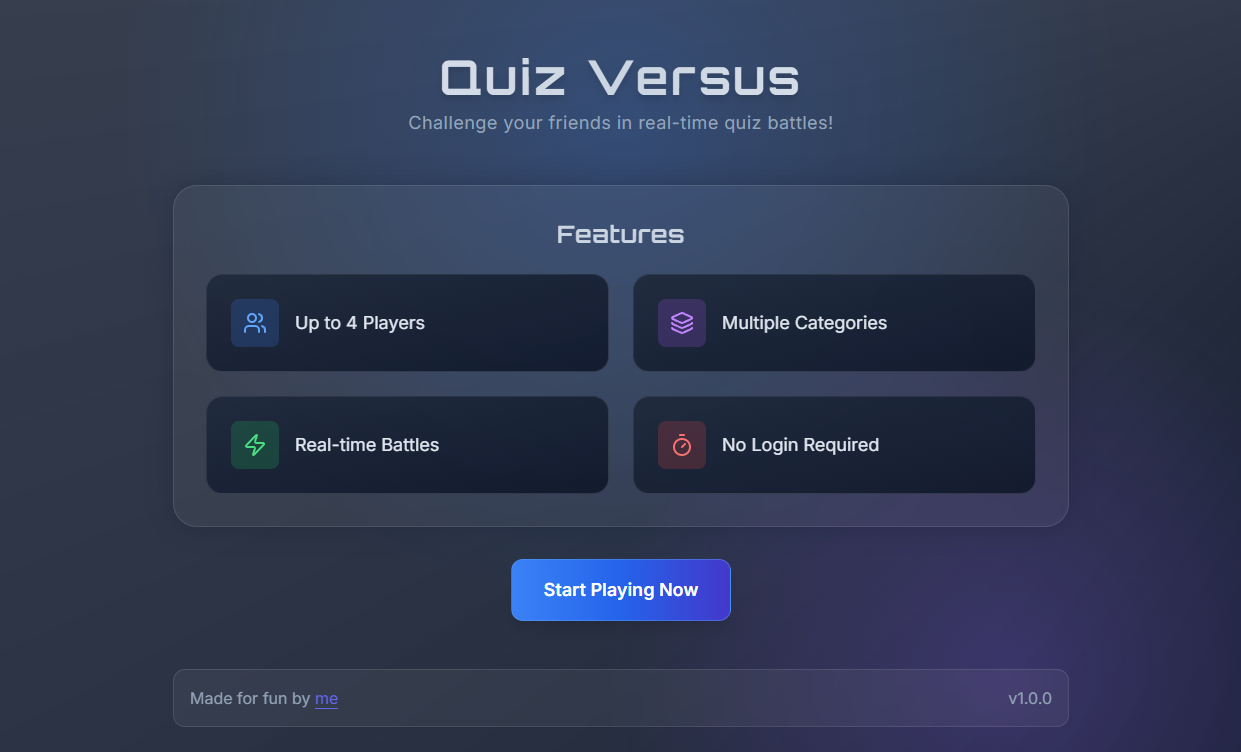 Quiz Versus
Challenge your friends in real-time quiz battles!
Features
Up to 4 Players
Multiple Categories
Real-time Battles
No Login Required
Start Playing Now
Made for fun by me
v1.0.0